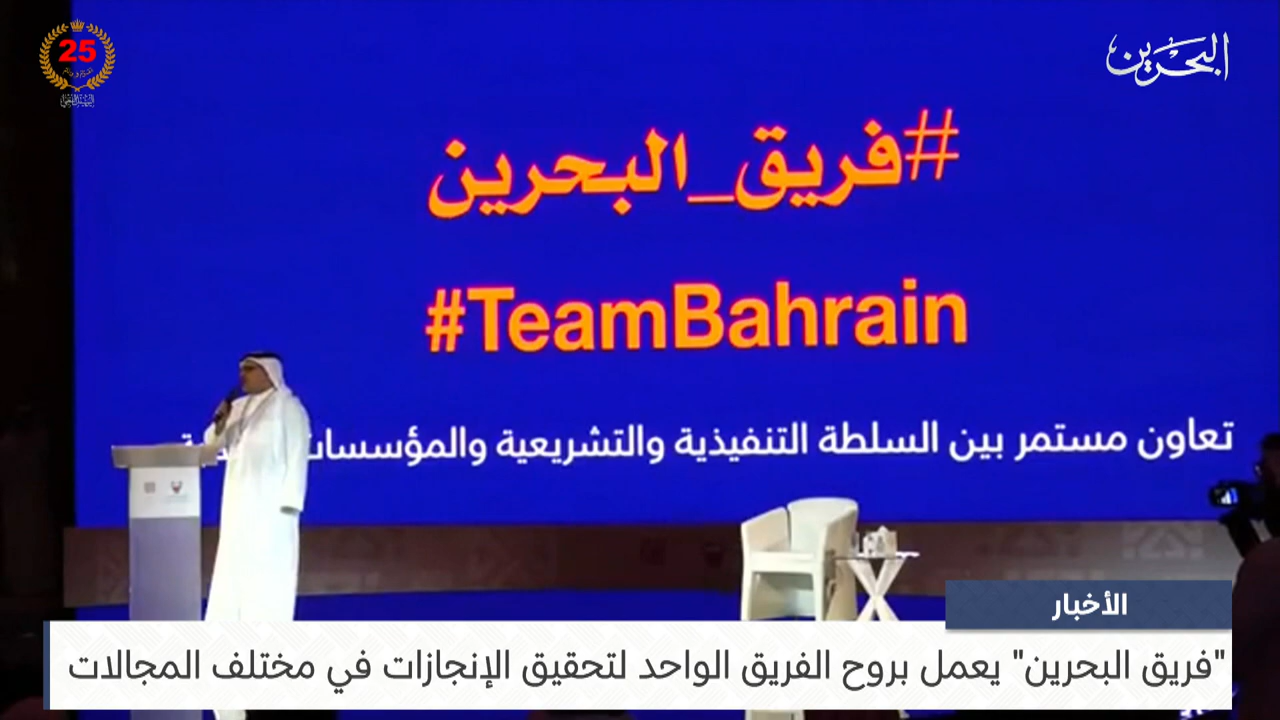 25
البحرين
#فريق_البحرين
#TeamBahrain
تعاون مستمر بين السلطة التنفيذية والتشريعية والمؤسسات
الأخبار
"فريق البحرين" يعمل بروح الفريق الواحد لتحقيق الإنجازات في مختلف المجالات